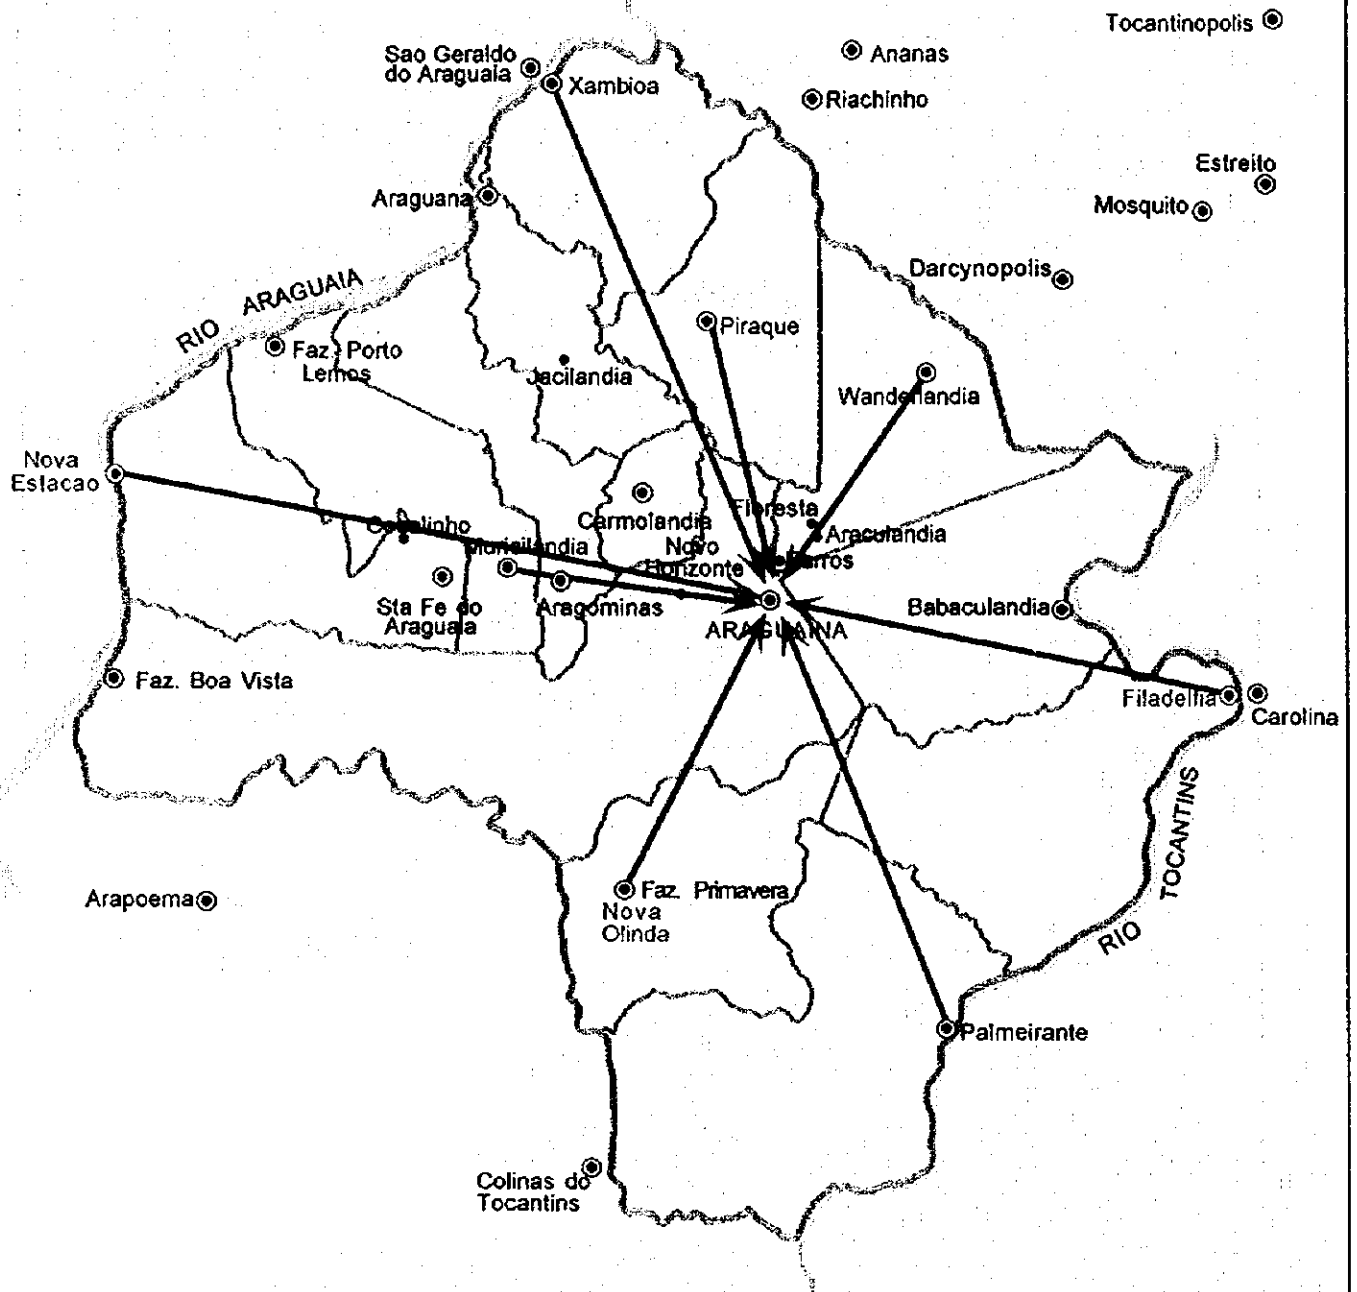 Tocantinopolis
Ananas
Sao Geraldo
do Araguaia
Xambioa
Riachinho
Estreito
Araguana
Mosquito
Darcynopolis
RIO ARAGUAIA
Piraque
Faz. Porto
Lemos
Jacilandia
Wanderlandia
Nova
Estacao
Carmolandia
Floresta
Araculandia
Muricilandia
Novo
Horizonte
Barros
Sta Fe do
Araguaia
Aragominas
ARAGUAINA
Babaculandia
Faz. Boa Vista
Filadelfia
Carolina
RIO TOCANTINS
Arapoema
Faz. Primavera
Nova
Olinda
Palmeirante
Colinas do
Tocantins